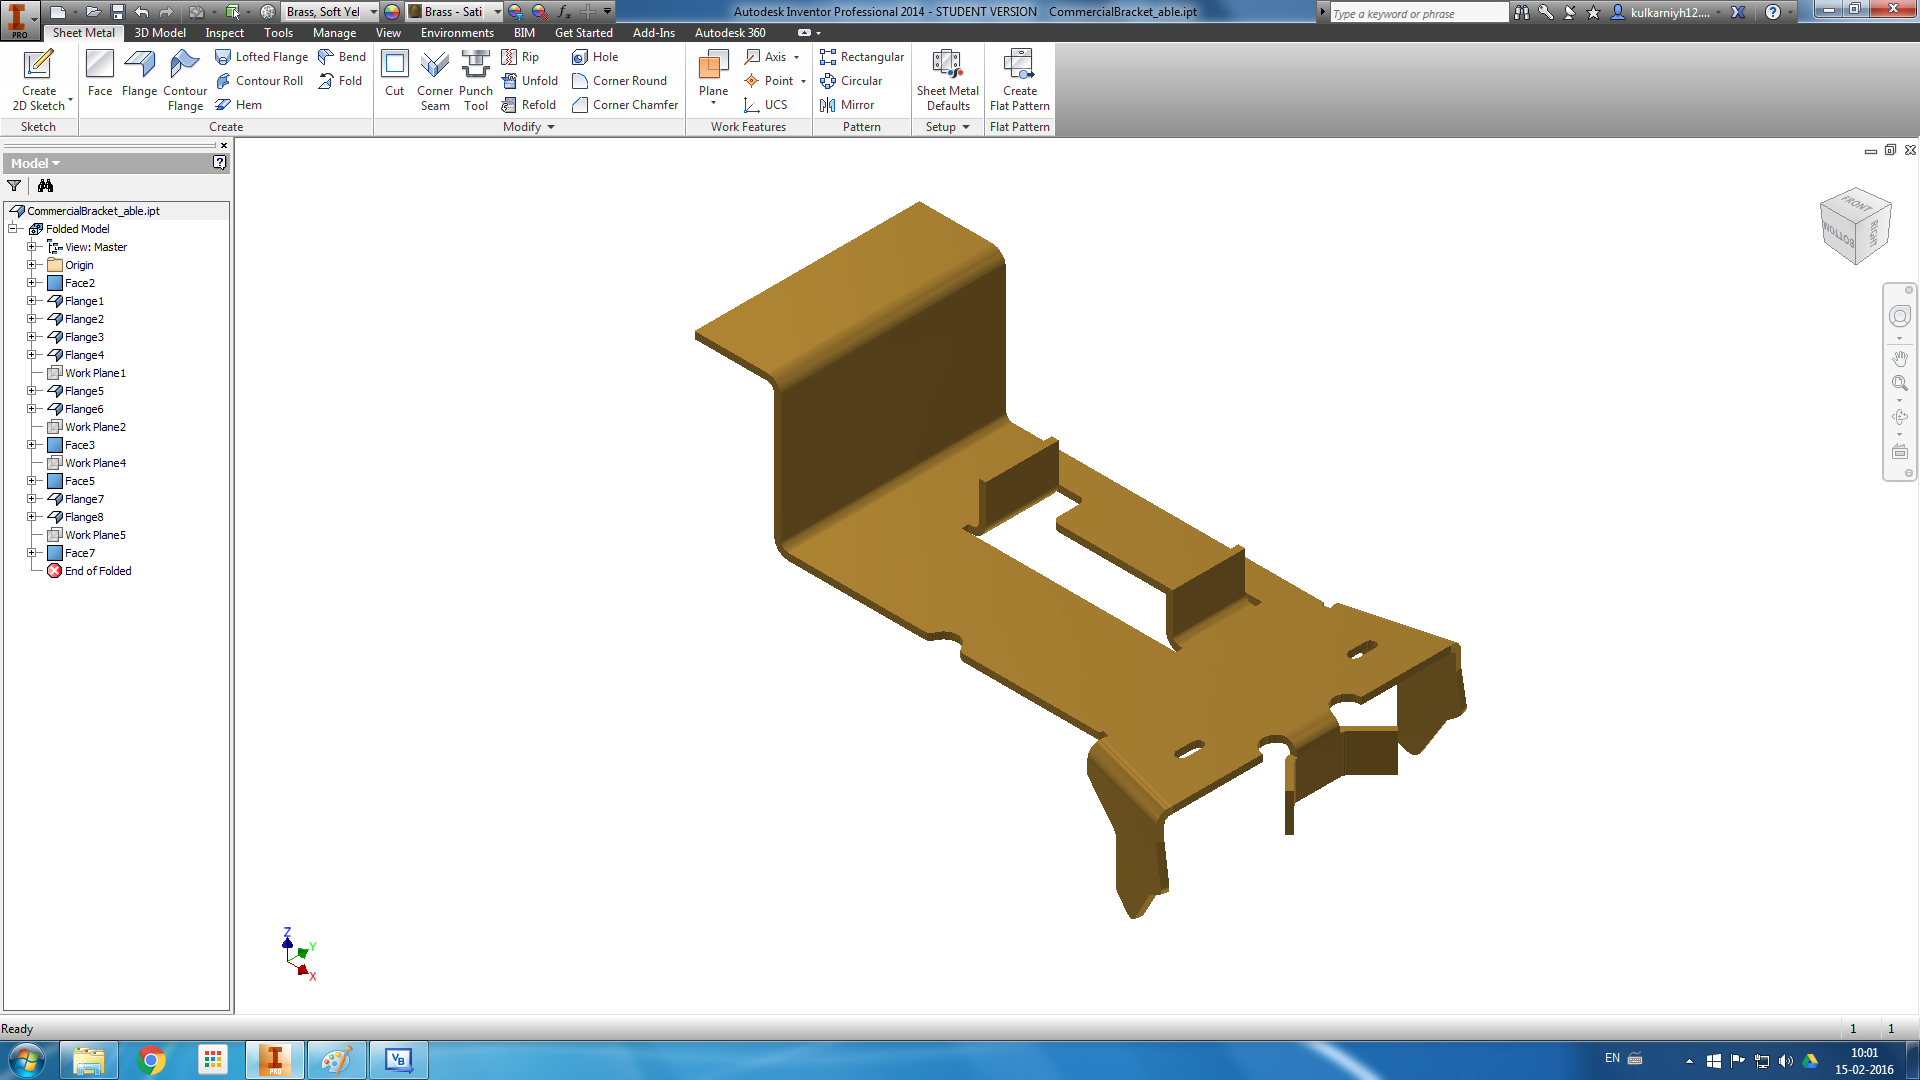 Brass, Soft Yel
Brass - Sati
Autodesk Inventor Professional 2014 - STUDENT VERSION CommercialBracket_able.ipt
Type a keyword or phrase
kulkarniyh12....
PRO
Sheet Metal 3D Model Inspect Tools Manage View Environments BIM Get Started Add-Ins Autodesk 360
Create 2D Sketch
Face
Flange
Contour Flange
Lofted Flange
Contour Roll
Hem
Bend
Fold
Cut
Corner Seam
Punch Tool
Rip
Unfold
Refold
Hole
Corner Round
Corner Chamfer
Plane
Axis
Point
UCS
Rectangular
Circular
Mirror
Sheet Metal Defaults
Create Flat Pattern
Sketch Create Modify Work Features Pattern Setup Flat Pattern
Model
CommercialBracket_able.ipt
Folded Model
View: Master
Origin
Face2
Flange1
Flange2
Flange3
Flange4
Work Plane1
Flange5
Flange6
Work Plane2
Face3
Work Plane4
Face5
Flange7
Flange8
Work Plane5
Face7
End of Folded
FRONT
BOTTOM
RIGHT
Z
Y
X
Ready
1 1
PRO
VB
EN
10:01
15-02-2016